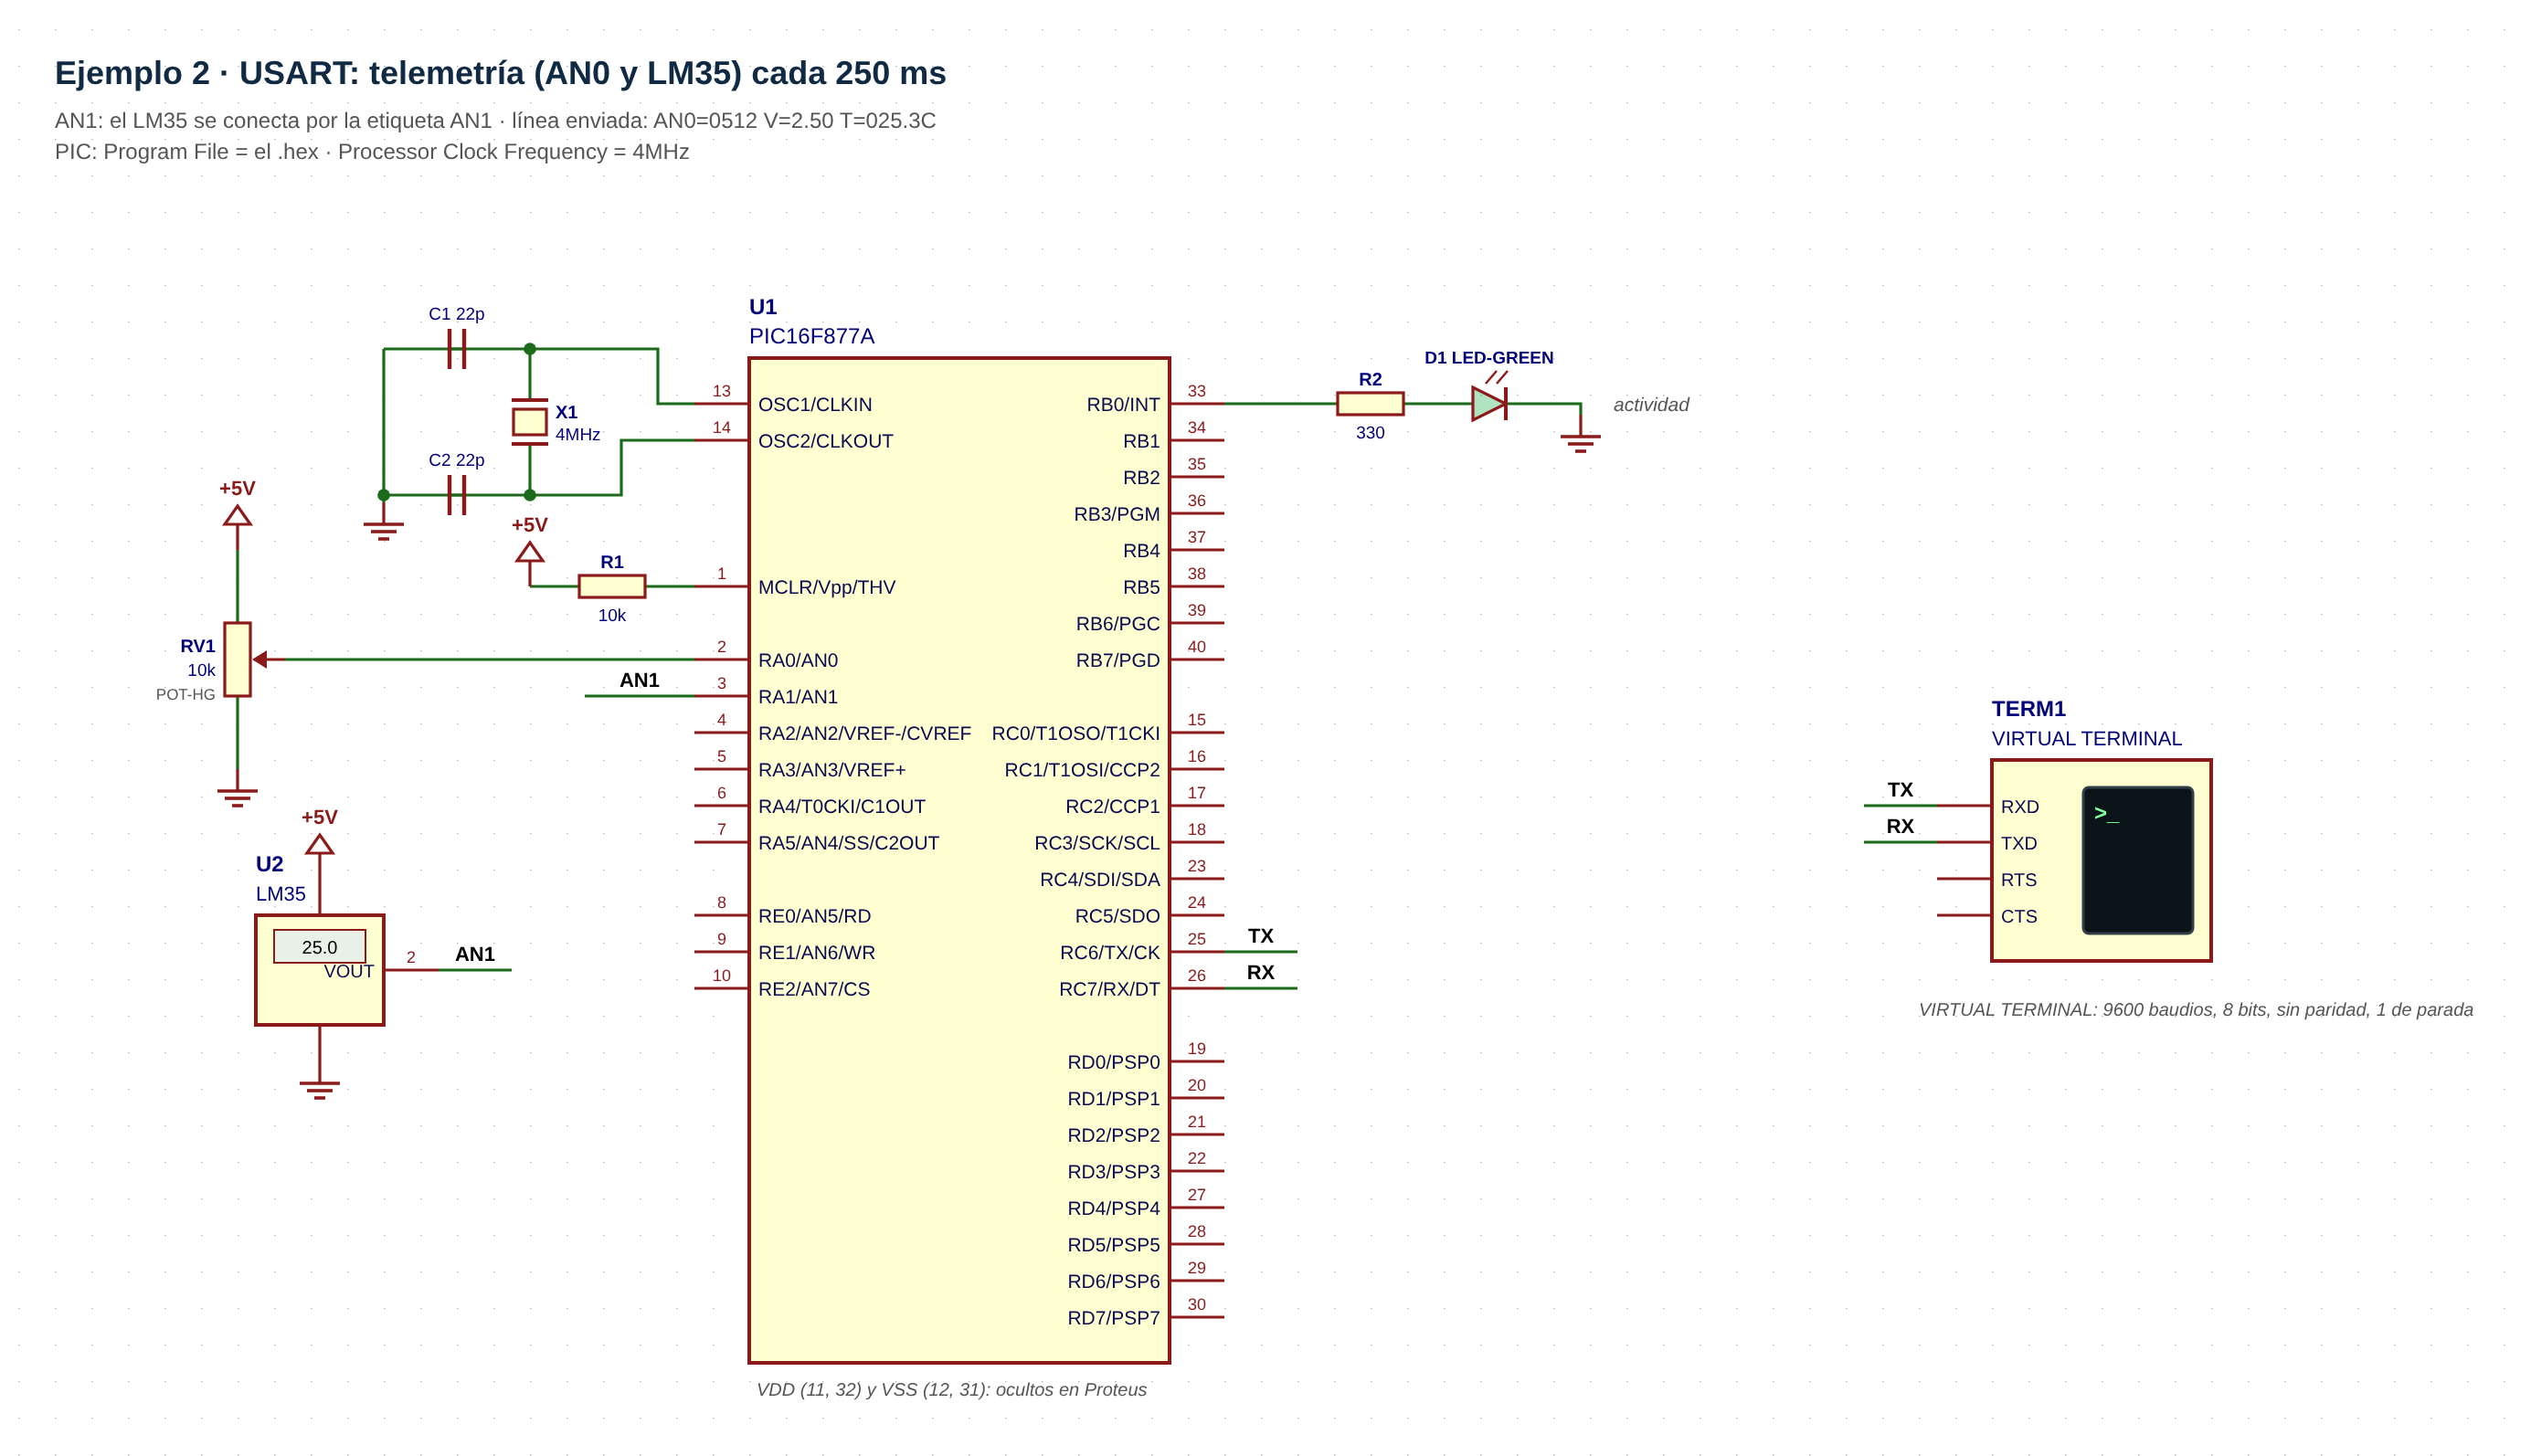 Ejemplo 2 · USART: telemetría (AN0 y LM35) cada 250 ms
AN1: el LM35 se conecta por la etiqueta AN1 · línea enviada: AN0=0512 V=2.50 T=025.3C
PIC: Program File = el .hex · Processor Clock Frequency = 4MHz
C1 22p
X1
4MHz
C2 22p
+5V
+5V
R1
10k
RV1
10k
POT-HG
AN1
+5V
U2
LM35
25.0
VOUT
2
AN1
U1
PIC16F877A
13 OSC1/CLKIN
14 OSC2/CLKOUT
1 MCLR/Vpp/THV
2 RA0/AN0
3 RA1/AN1
4 RA2/AN2/VREF-/CVREF
5 RA3/AN3/VREF+
6 RA4/T0CKI/C1OUT
7 RA5/AN4/SS/C2OUT
8 RE0/AN5/RD
9 RE1/AN6/WR
10 RE2/AN7/CS
RB0/INT 33
RB1 34
RB2 35
RB3/PGM 36
RB4 37
RB5 38
RB6/PGC 39
RB7/PGD 40
RC0/T1OSO/T1CKI 15
RC1/T1OSI/CCP2 16
RC2/CCP1 17
RC3/SCK/SCL 18
RC4/SDI/SDA 23
RC5/SDO 24
RC6/TX/CK 25 TX
RC7/RX/DT 26 RX
RD0/PSP0 19
RD1/PSP1 20
RD2/PSP2 21
RD3/PSP3 22
RD4/PSP4 27
RD5/PSP5 28
RD6/PSP6 29
RD7/PSP7 30
VDD (11, 32) y VSS (12, 31): ocultos en Proteus
R2
330
D1 LED-GREEN
actividad
TERM1
VIRTUAL TERMINAL
TX RXD
RX TXD
RTS
CTS
>_
VIRTUAL TERMINAL: 9600 baudios, 8 bits, sin paridad, 1 de parada